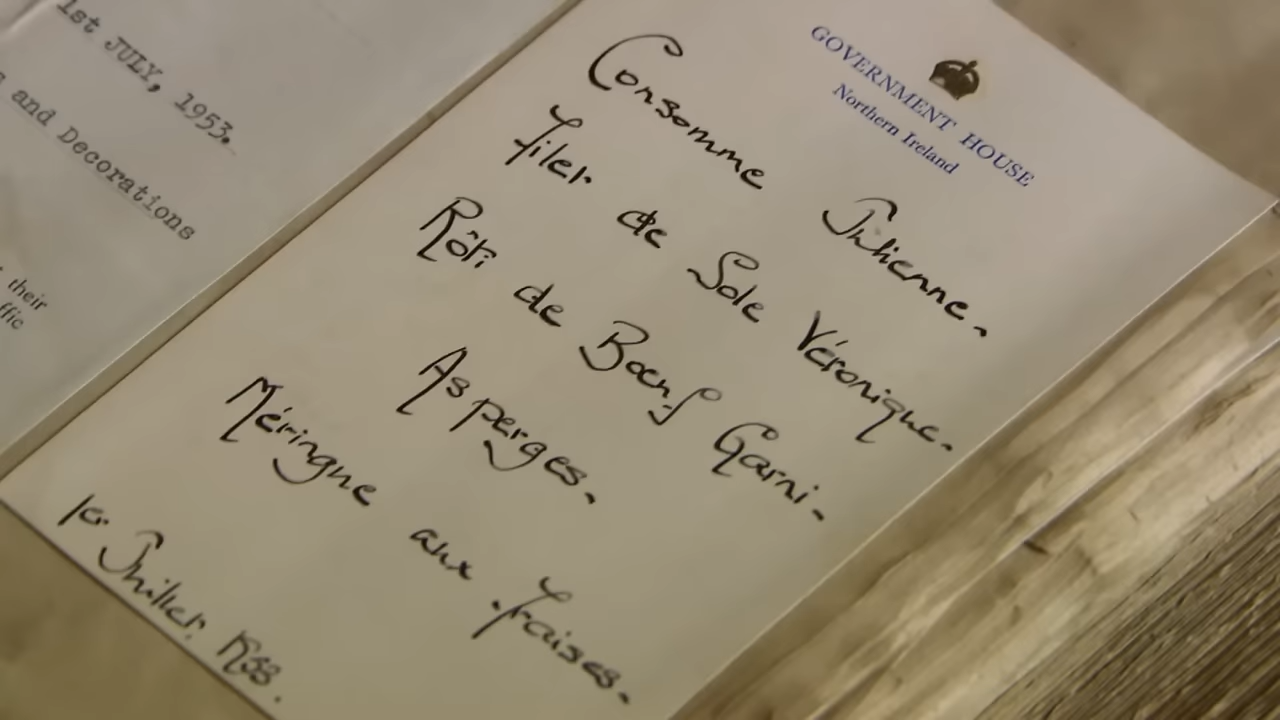 1st JULY, 1953.
and Decorations
their
ffic
GOVERNMENT HOUSE
Northern Ireland
Consomme Julienne.
Filet de Sole Véronique.
Rôti de Boeuf Garni.
Asperges.
Méringue aux fraises.
1er Juillet 1953.